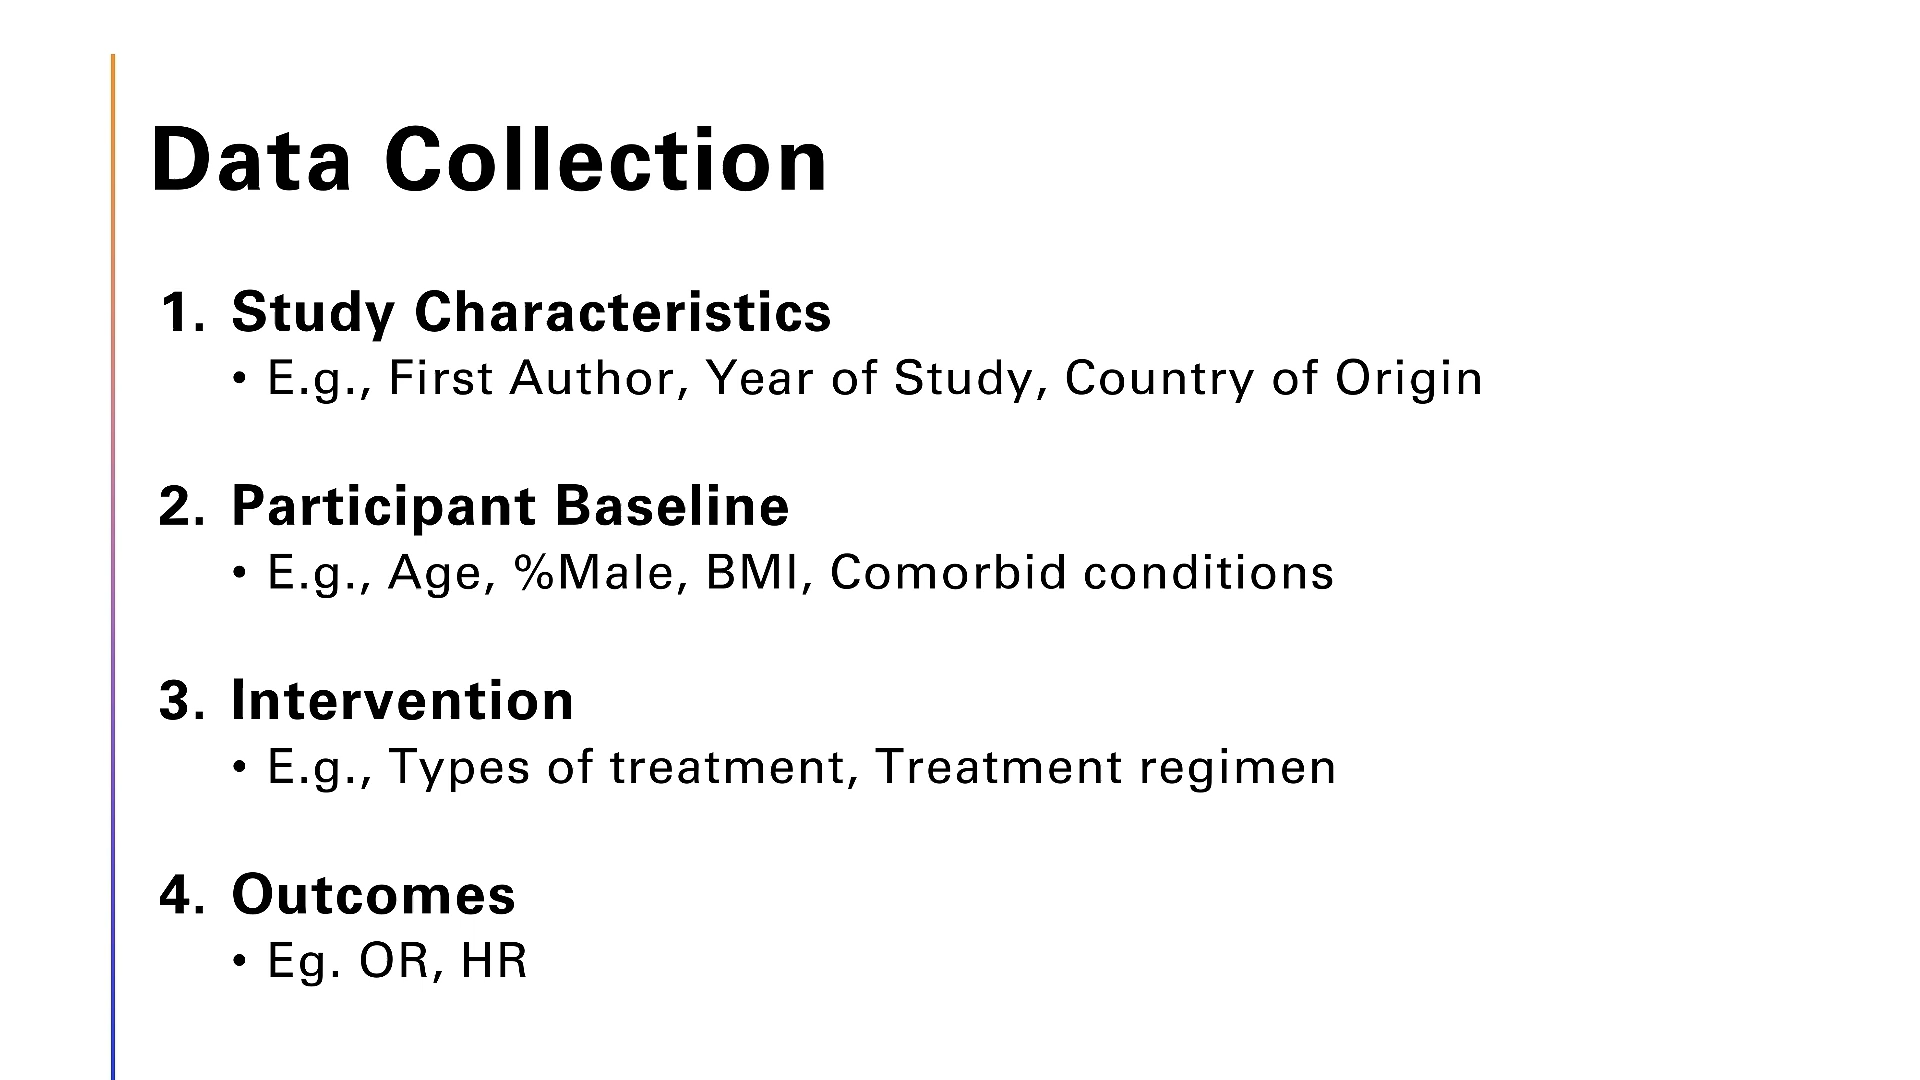 Data Collection
1. Study Characteristics
• E.g., First Author, Year of Study, Country of Origin
2. Participant Baseline
• E.g., Age, %Male, BMI, Comorbid conditions
3. Intervention
• E.g., Types of treatment, Treatment regimen
4. Outcomes
• Eg. OR, HR